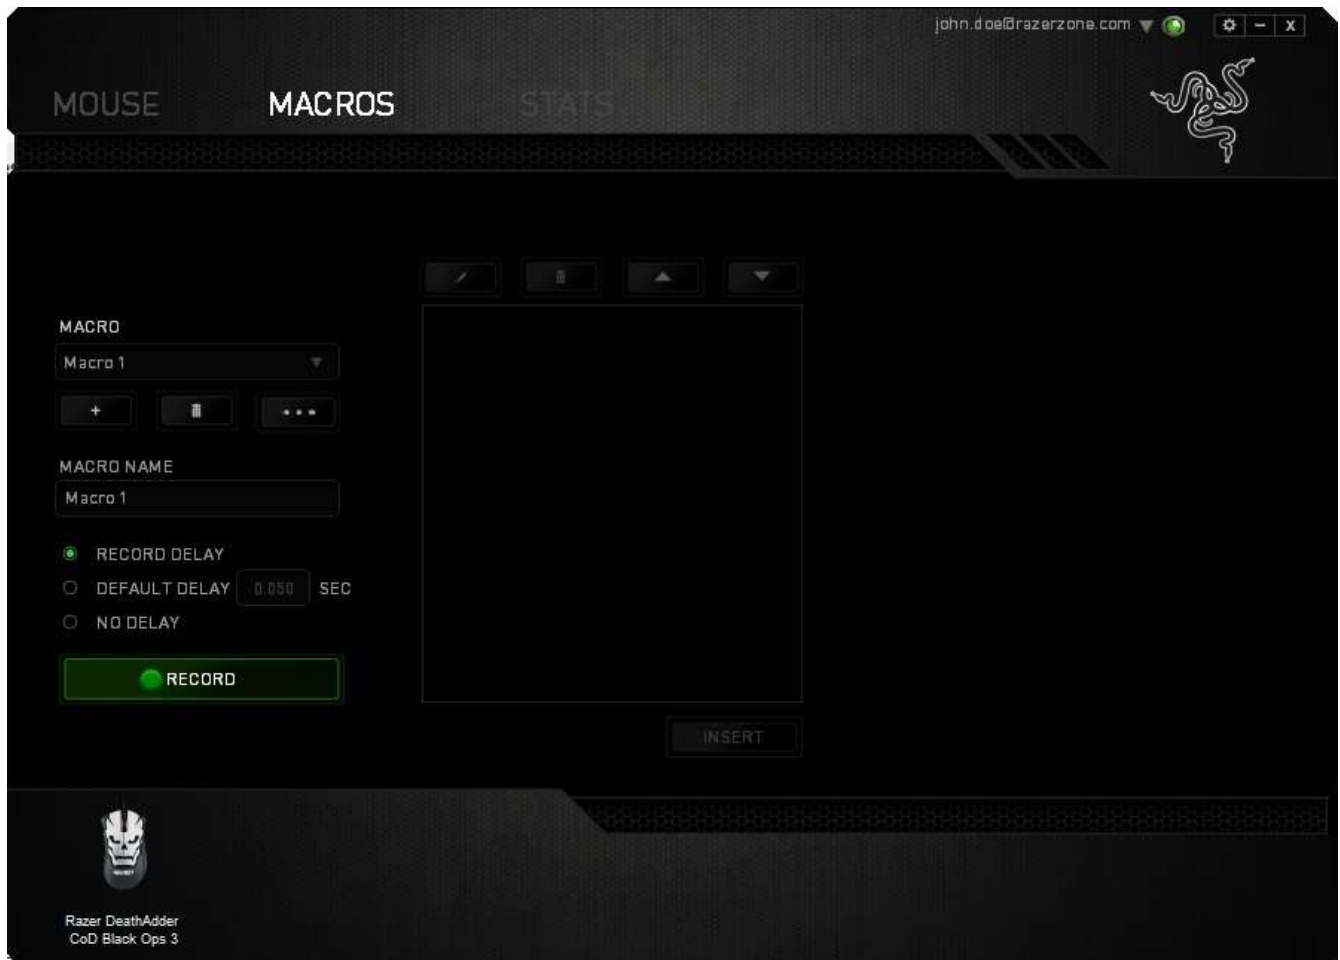 john.doe@razerzone.com
X
MOUSE MACROS STATS
MACRO
Macro 1
MACRO NAME
Macro 1
RECORD DELAY
DEFAULT DELAY 0.050 SEC
NO DELAY
RECORD
INSERT
Razer DeathAdder
CoD Black Ops 3